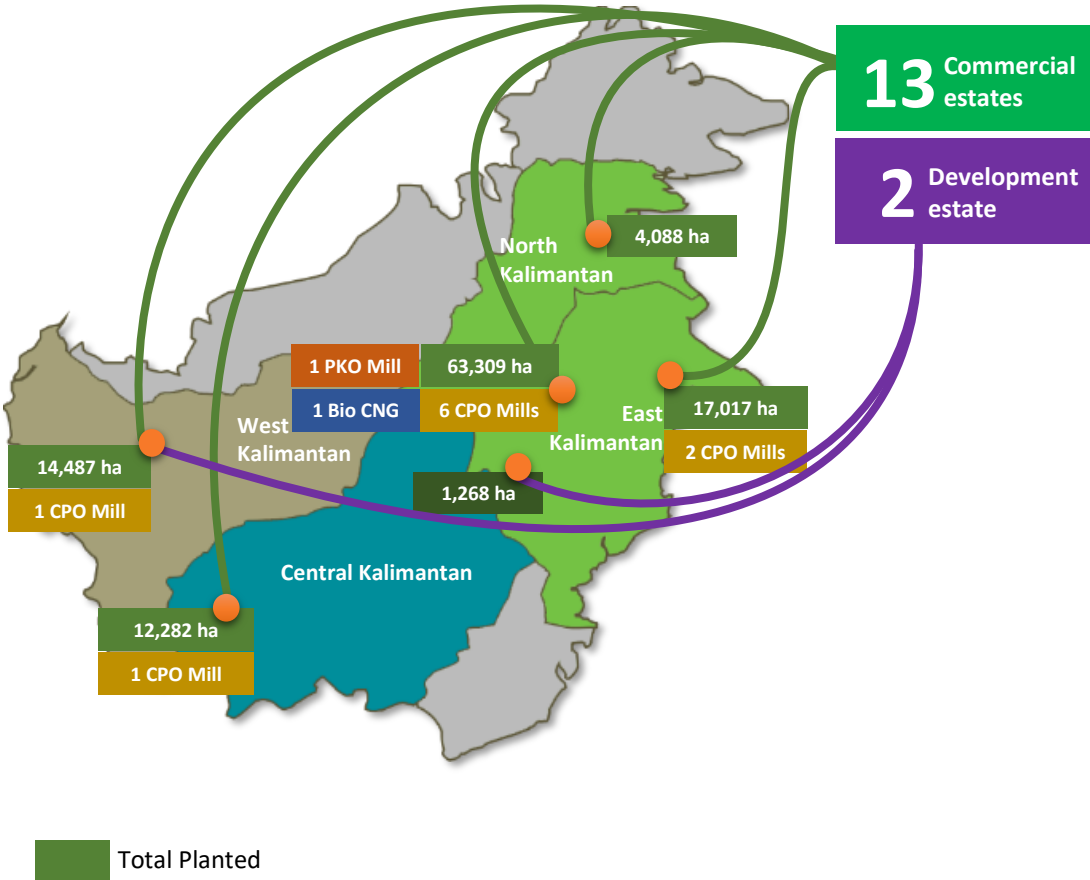 13 Commercial
estates
2 Development
estate
North
Kalimantan
4,088 ha
1 PKO Mill
63,309 ha
1 Bio CNG
6 CPO Mills
East
Kalimantan
17,017 ha
2 CPO Mills
West
Kalimantan
14,487 ha
1 CPO Mill
1,268 ha
Central Kalimantan
12,282 ha
1 CPO Mill
Total Planted